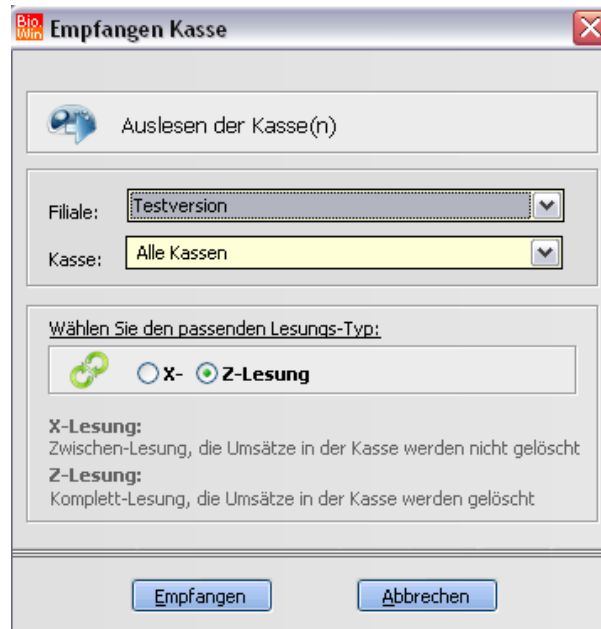 Bio.
Win
Empfangen Kasse
Auslesen der Kasse(n)
Filiale: Testversion
Kasse: Alle Kassen
Wählen Sie den passenden Lesungs-Typ:
X- Z-Lesung
X-Lesung:
Zwischen-Lesung, die Umsätze in der Kasse werden nicht gelöscht
Z-Lesung:
Komplett-Lesung, die Umsätze in der Kasse werden gelöscht
Empfangen Abbrechen